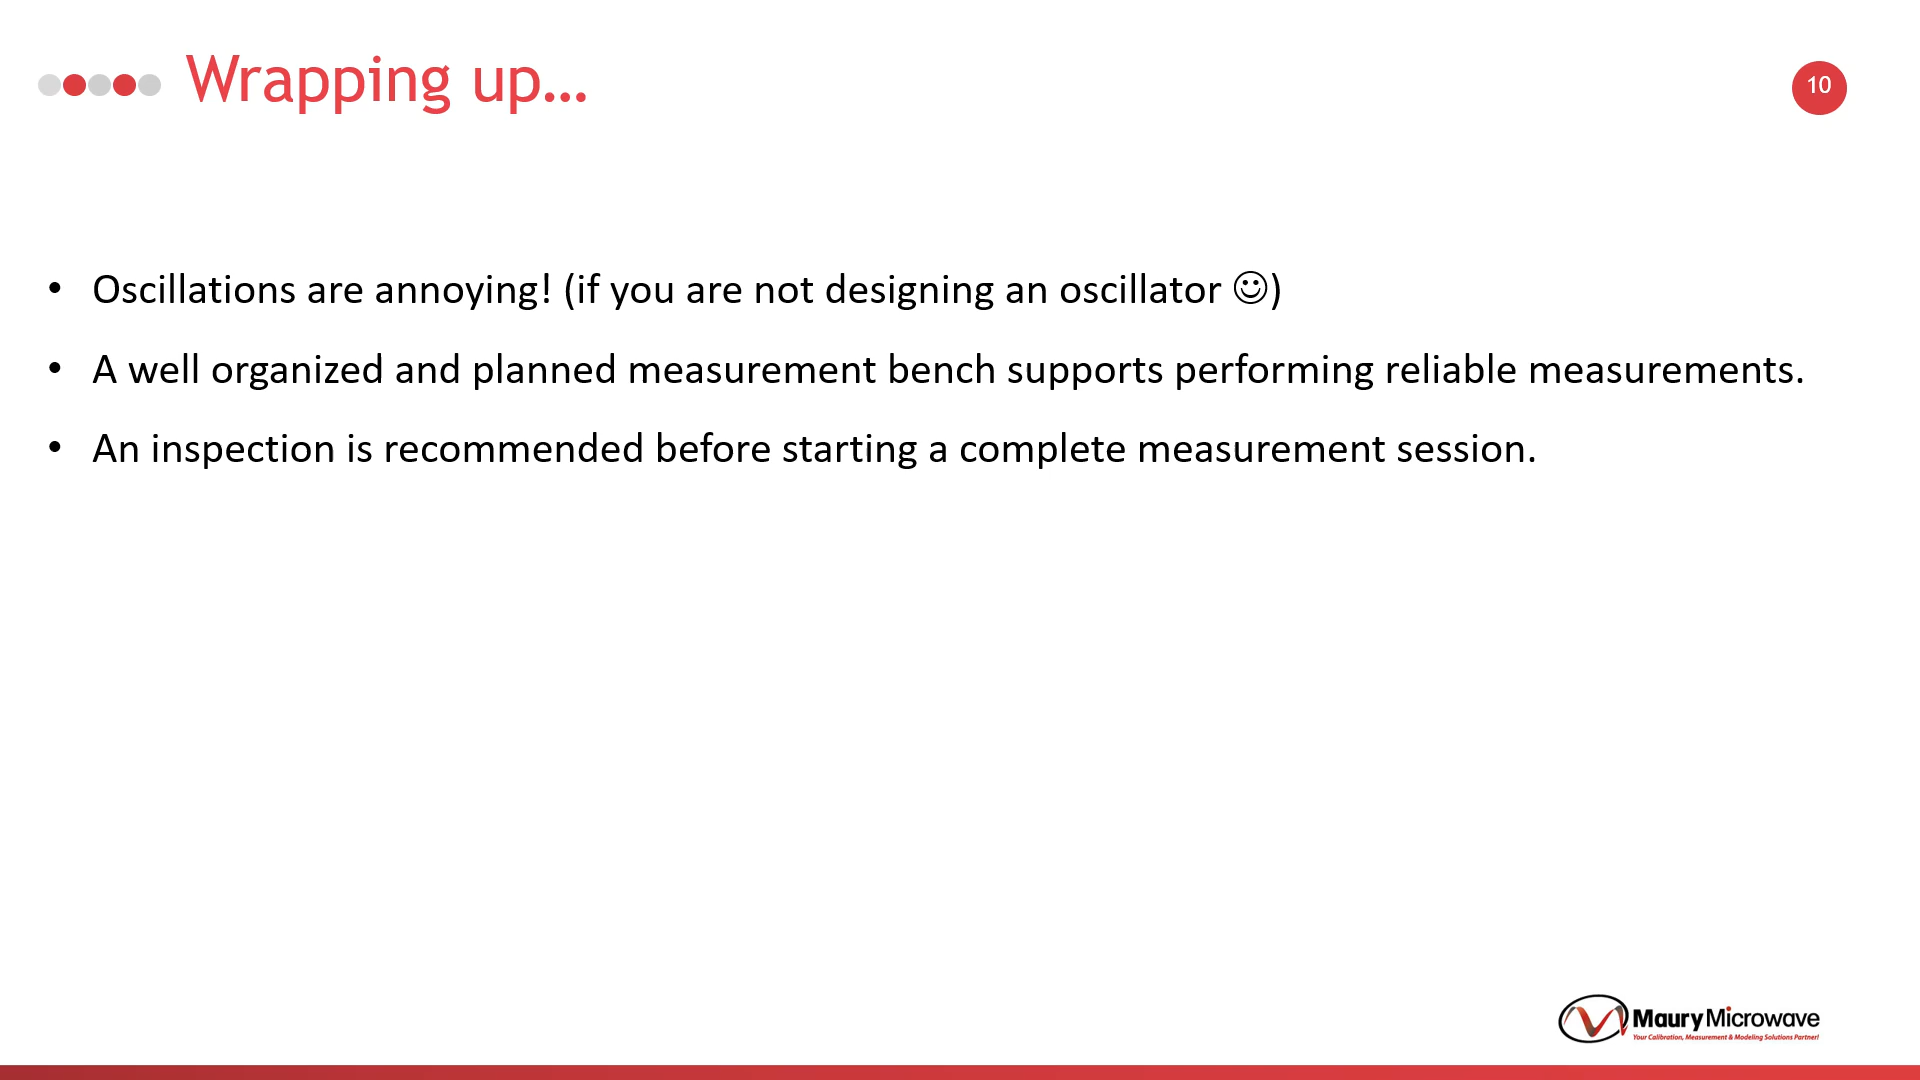 Wrapping up...
10
• Oscillations are annoying! (if you are not designing an oscillator ☺)
• A well organized and planned measurement bench supports performing reliable measurements.
• An inspection is recommended before starting a complete measurement session.
Maury Microwave
Your Calibration, Measurement & Modeling Solutions Partner!